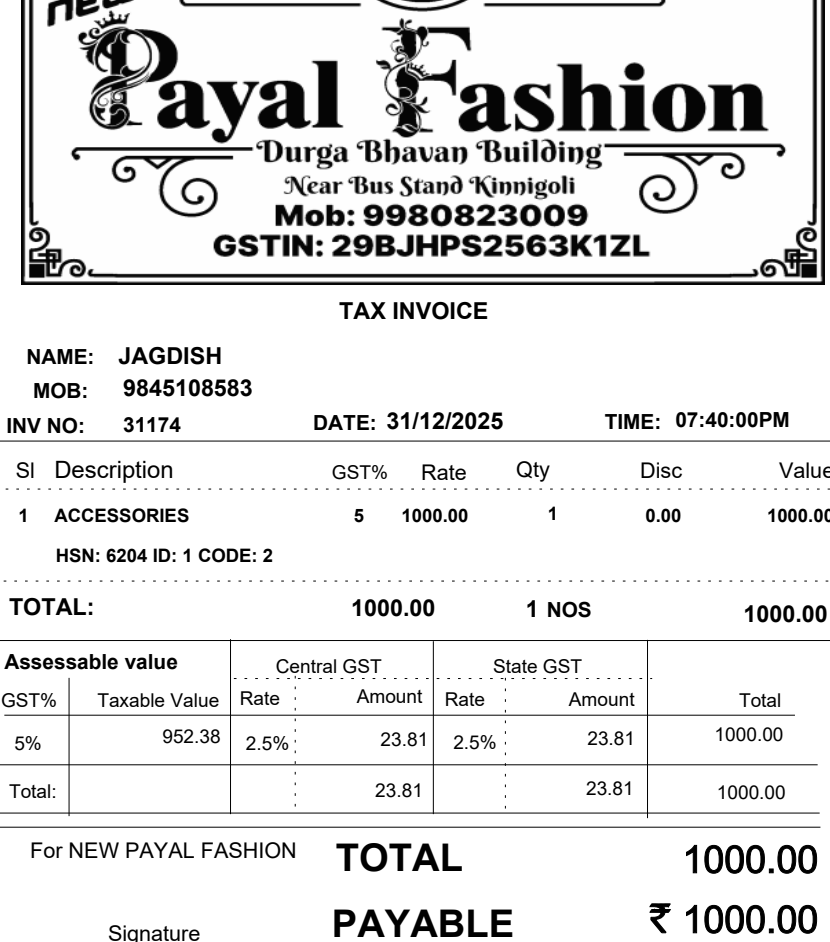 new
Payal Fashion
Durga Bhavan Building
Near Bus Stand Kinnigoli
Mob: 9980823009
GSTIN: 29BJHPS2563K1ZL
TAX INVOICE
NAME: JAGDISH
MOB: 9845108583
INV NO: 31174 DATE: 31/12/2025 TIME: 07:40:00PM
Sl Description GST% Rate Qty Disc Value
1 ACCESSORIES 5 1000.00 1 0.00 1000.00
HSN: 6204 ID: 1 CODE: 2
TOTAL: 1000.00 1 NOS 1000.00
Assessable value Central GST State GST
GST% Taxable Value Rate Amount Rate Amount Total
5% 952.38 2.5% 23.81 2.5% 23.81 1000.00
Total: 23.81 23.81 1000.00
For NEW PAYAL FASHION TOTAL 1000.00
Signature PAYABLE ₹ 1000.00